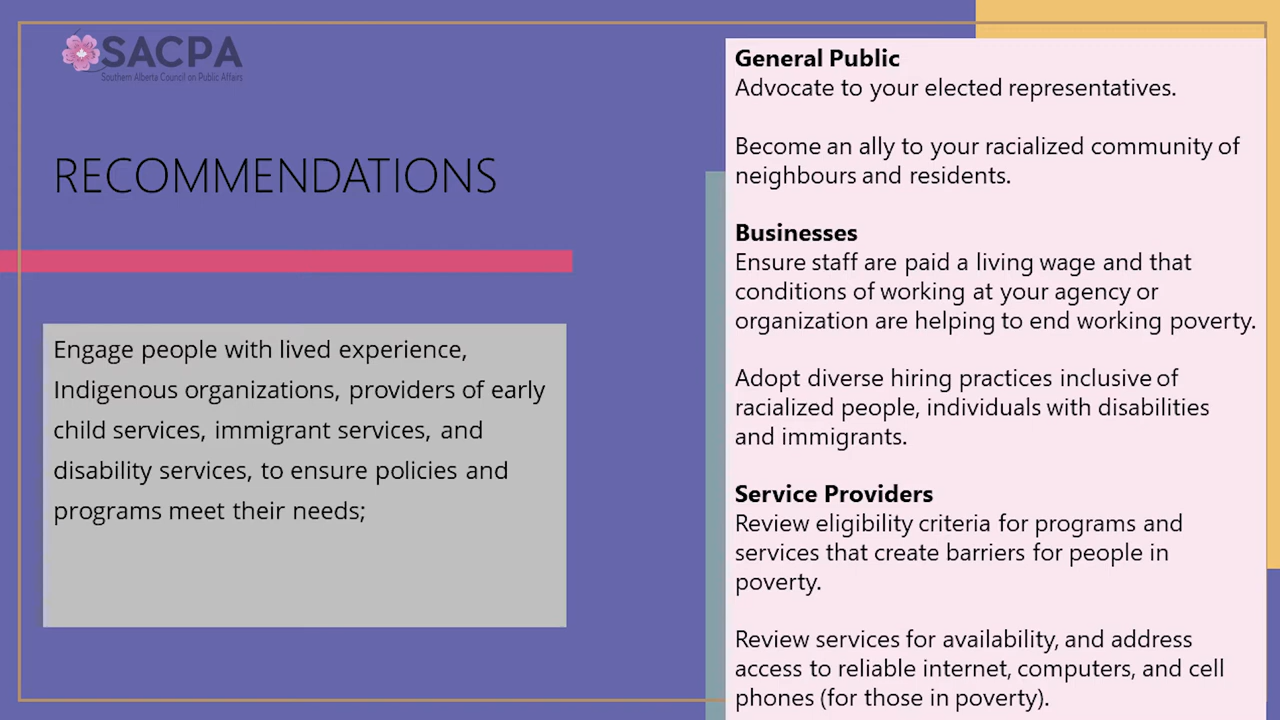 SACPA
Southern Alberta Council on Public Affairs
RECOMMENDATIONS
Engage people with lived experience,
Indigenous organizations, providers of early
child services, immigrant services, and
disability services, to ensure policies and
programs meet their needs;
General Public
Advocate to your elected representatives.
Become an ally to your racialized community of
neighbours and residents.
Businesses
Ensure staff are paid a living wage and that
conditions of working at your agency or
organization are helping to end working poverty.
Adopt diverse hiring practices inclusive of
racialized people, individuals with disabilities
and immigrants.
Service Providers
Review eligibility criteria for programs and
services that create barriers for people in
poverty.
Review services for availability, and address
access to reliable internet, computers, and cell
phones (for those in poverty).